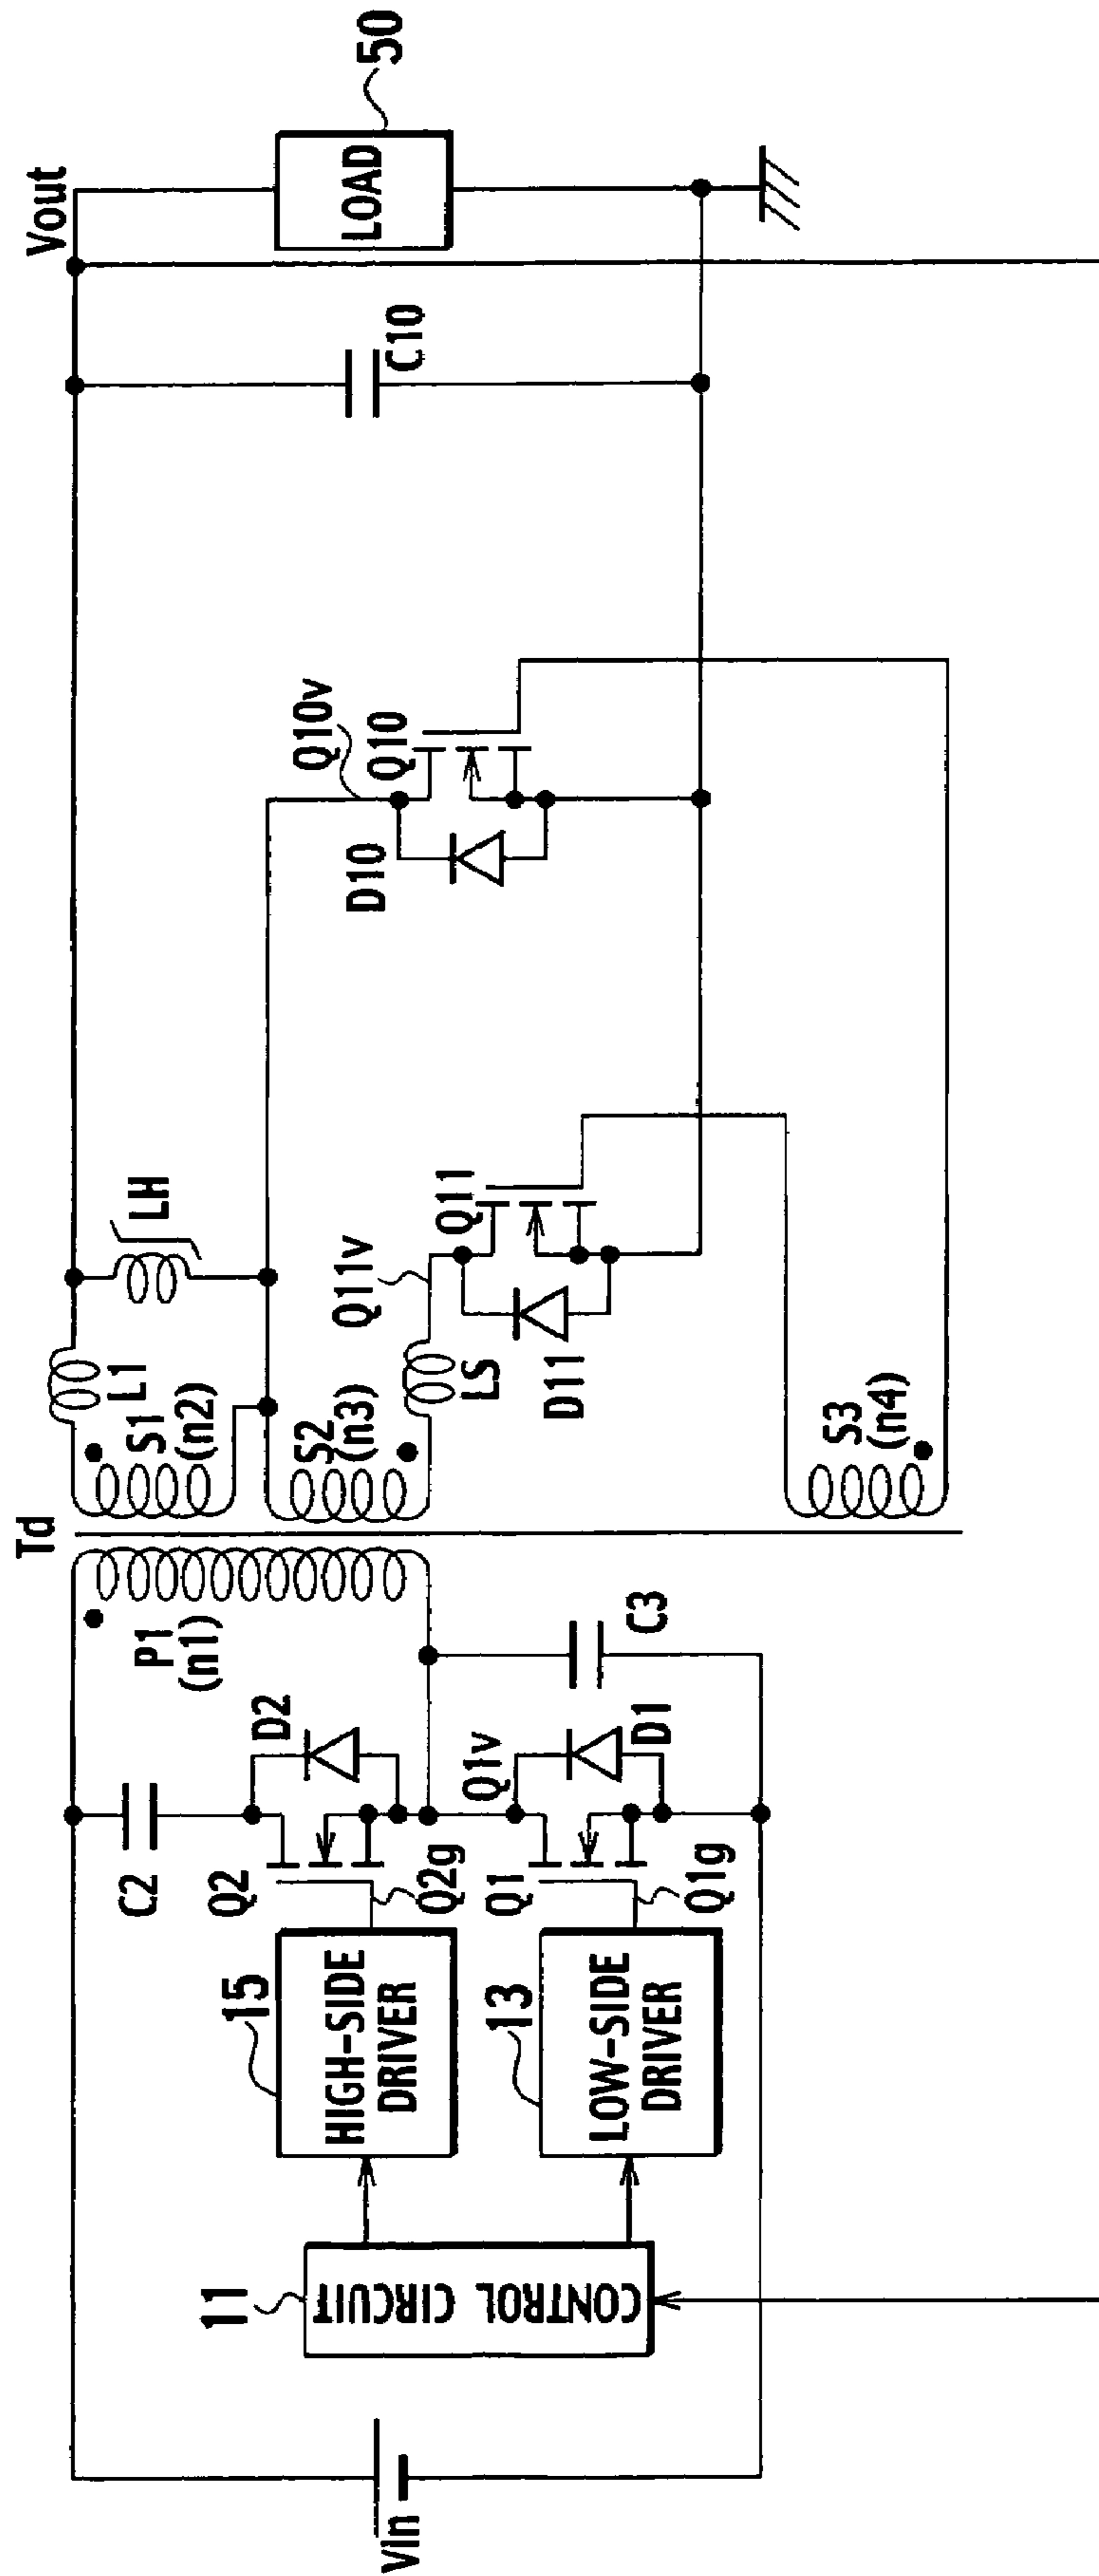 Vin
11
CONTROL CIRCUIT
15
HIGH-SIDE
DRIVER
13
LOW-SIDE
DRIVER
C2
Q2
Q2g
D2
Q1
Q1g
Q1v
D1
C3
P1
(n1)
Td
S1
(n2)
L1
LH
S2
(n3)
LS
Q11v
Q11
D11
S3
(n4)
D10
Q10v
Q10
C10
Vout
LOAD
50